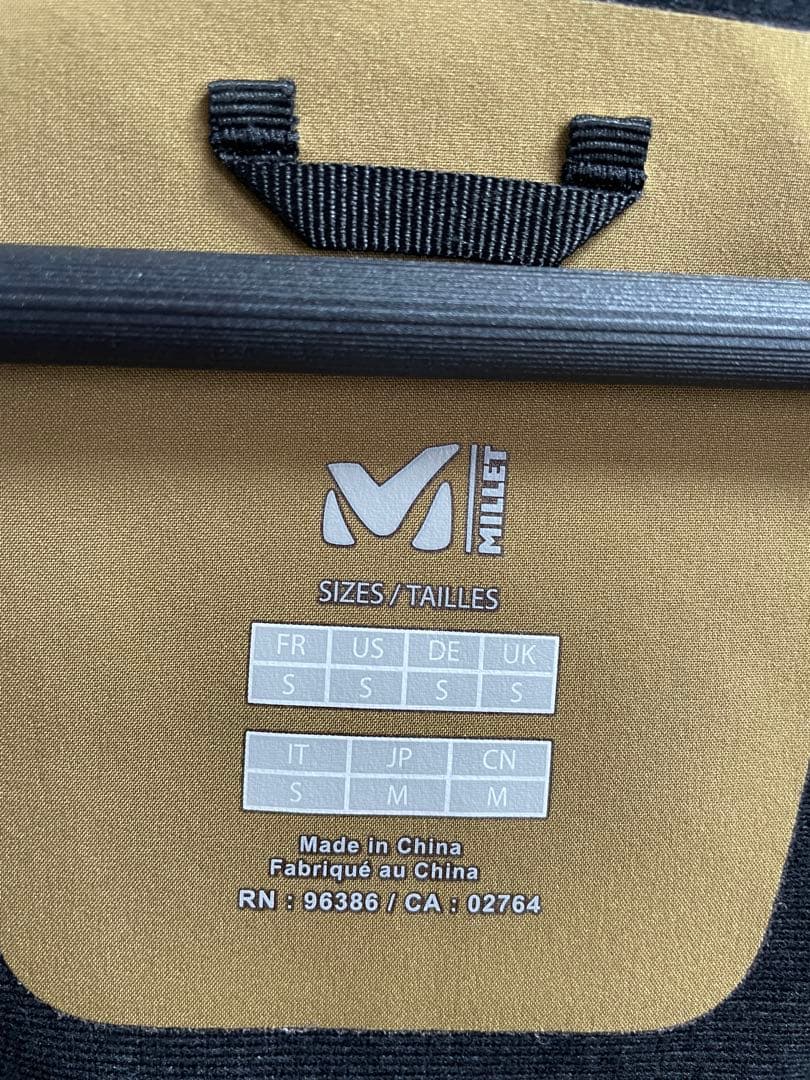 MILLET
SIZES / TAILLES
FR US DE UK
S S S S
IT JP CN
S M M
Made in China
Fabriqué au China
RN : 96386 / CA : 02764